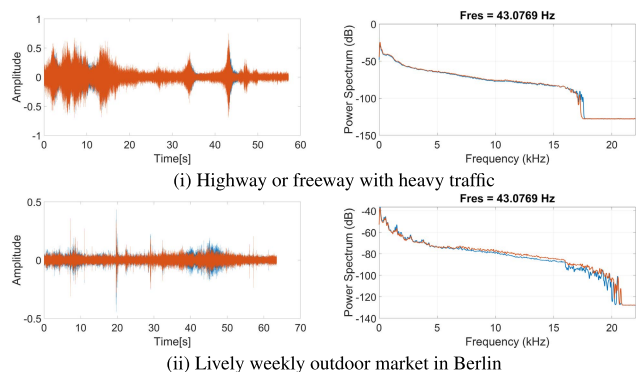 Fres = 43.0769 Hz
1
0.5
0
-0.5
-1
Amplitude
0 10 20 30 40 50 60
Time[s]
0
-50
-100
-150
Power Spectrum (dB)
0 5 10 15 20
Frequency (kHz)
(i) Highway or freeway with heavy traffic
Fres = 43.0769 Hz
0.5
0
-0.5
Amplitude
0 10 20 30 40 50 60 70
Time[s]
-40
-60
-80
-100
-120
-140
Power Spectrum (dB)
0 5 10 15 20
Frequency (kHz)
(ii) Lively weekly outdoor market in Berlin